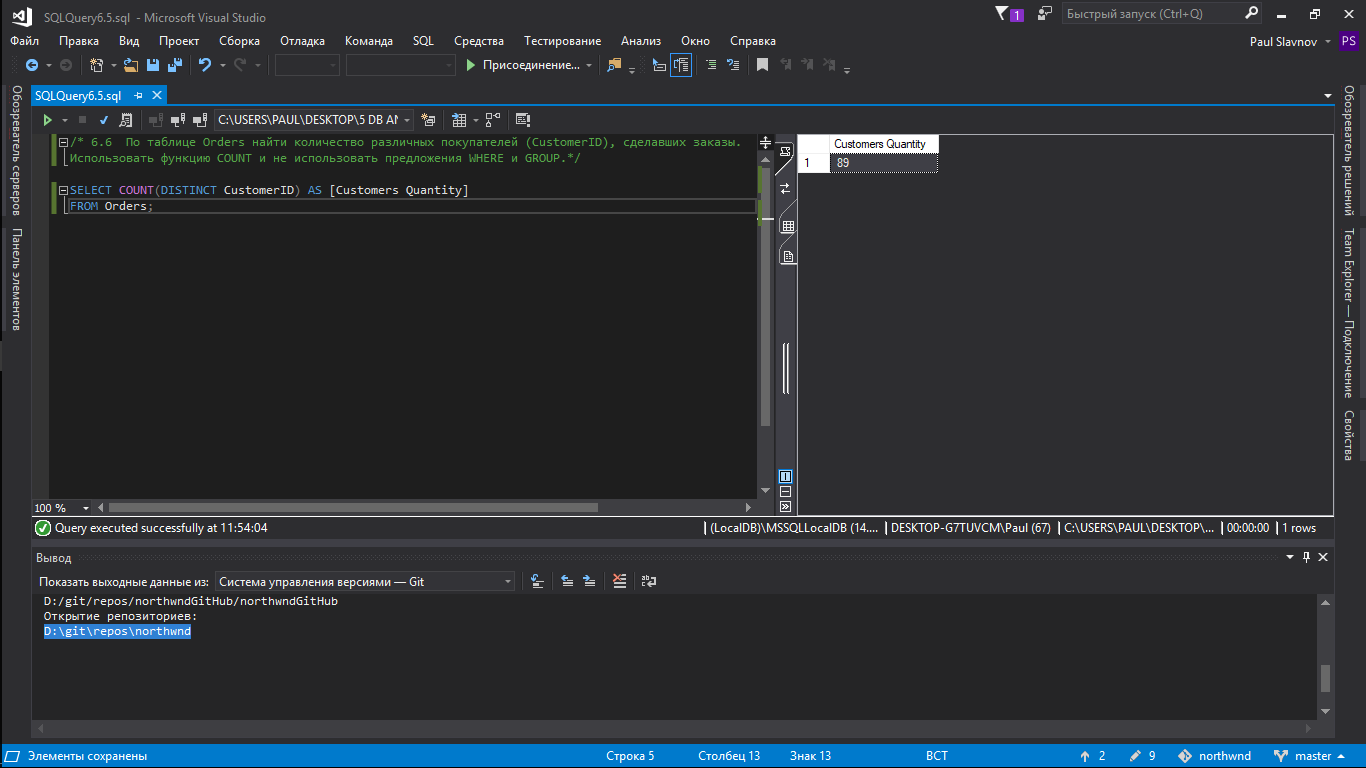 SQLQuery6.5.sql - Microsoft Visual Studio
1
Быстрый запуск (Ctrl+Q)
Файл Правка Вид Проект Сборка Отладка Команда SQL Средства Тестирование Анализ Окно Справка
Paul Slavnov PS
Присоединение...
SQLQuery6.5.sql
C:\USERS\PAUL\DESKTOP\5 DB AN
Обозреватель серверов
Панель элементов
/* 6.6 По таблице Orders найти количество различных покупателей (CustomerID), сделавших заказы.
Использовать функцию COUNT и не использовать предложения WHERE и GROUP.*/
SELECT COUNT(DISTINCT CustomerID) AS [Customers Quantity]
FROM Orders;
Customers Quantity
1 89
Обозреватель решений
Team Explorer — Подключение
Свойства
100 %
Query executed successfully at 11:54:04
(LocalDB)\MSSQLLocalDB (14.... DESKTOP-G7TUVCM\Paul (67) C:\USERS\PAUL\DESKTOP\... 00:00:00 1 rows
Вывод
Показать выходные данные из: Система управления версиями — Git
D:/git/repos/northwndGitHub/northwndGitHub
Открытие репозиториев:
D:\git\repos\northwnd
Элементы сохранены
Строка 5 Столбец 13 Знак 13 ВСТ
2 9 northwnd master